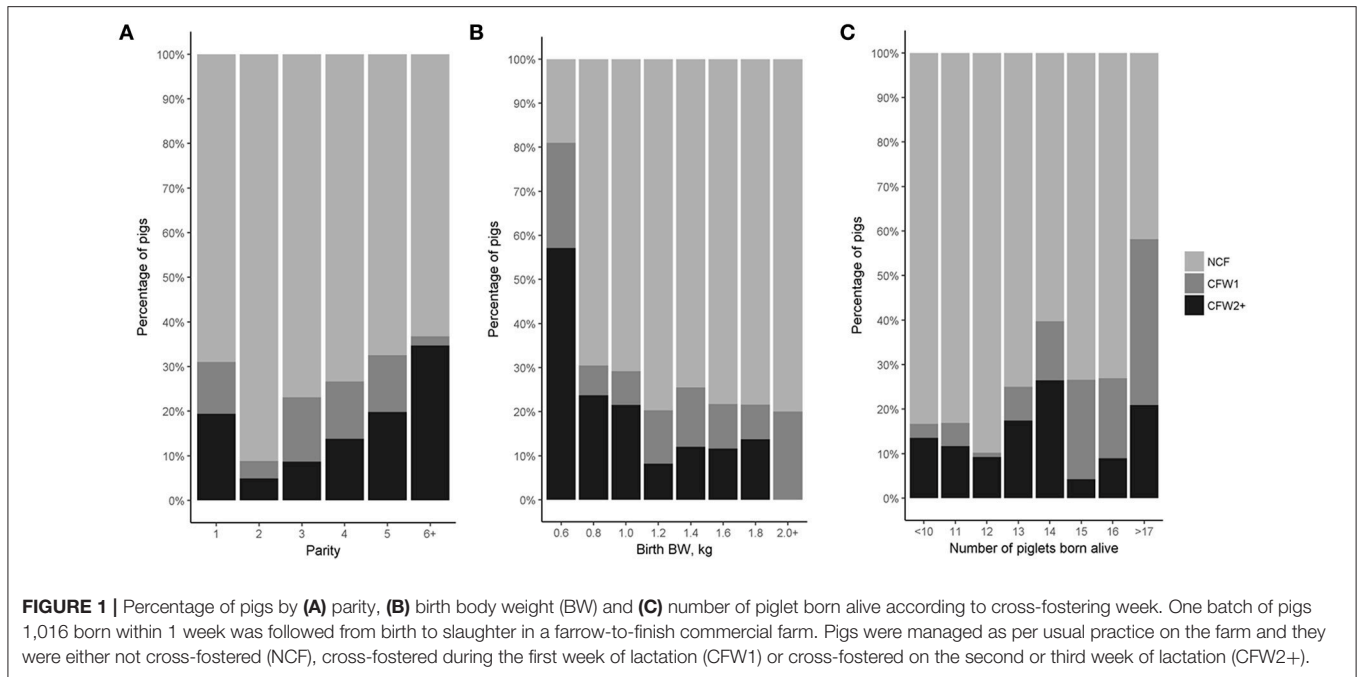 A
100%
90%
80%
70%
60%
50%
40%
30%
20%
10%
0%
Percentage of pigs
1 2 3 4 5 6+
Parity
B
100%
90%
80%
70%
60%
50%
40%
30%
20%
10%
0%
Percentage of pigs
0.6 0.8 1.0 1.2 1.4 1.6 1.8 2.0+
Birth BW, kg
C
100%
90%
80%
70%
60%
50%
40%
30%
20%
10%
0%
Percentage of pigs
<10 11 12 13 14 15 16 >17
Number of piglets born alive
NCF
CFW1
CFW2+
FIGURE 1 | Percentage of pigs by (A) parity, (B) birth body weight (BW) and (C) number of piglet born alive according to cross-fostering week. One batch of pigs
1,016 born within 1 week was followed from birth to slaughter in a farrow-to-finish commercial farm. Pigs were managed as per usual practice on the farm and they
were either not cross-fostered (NCF), cross-fostered during the first week of lactation (CFW1) or cross-fostered on the second or third week of lactation (CFW2+).